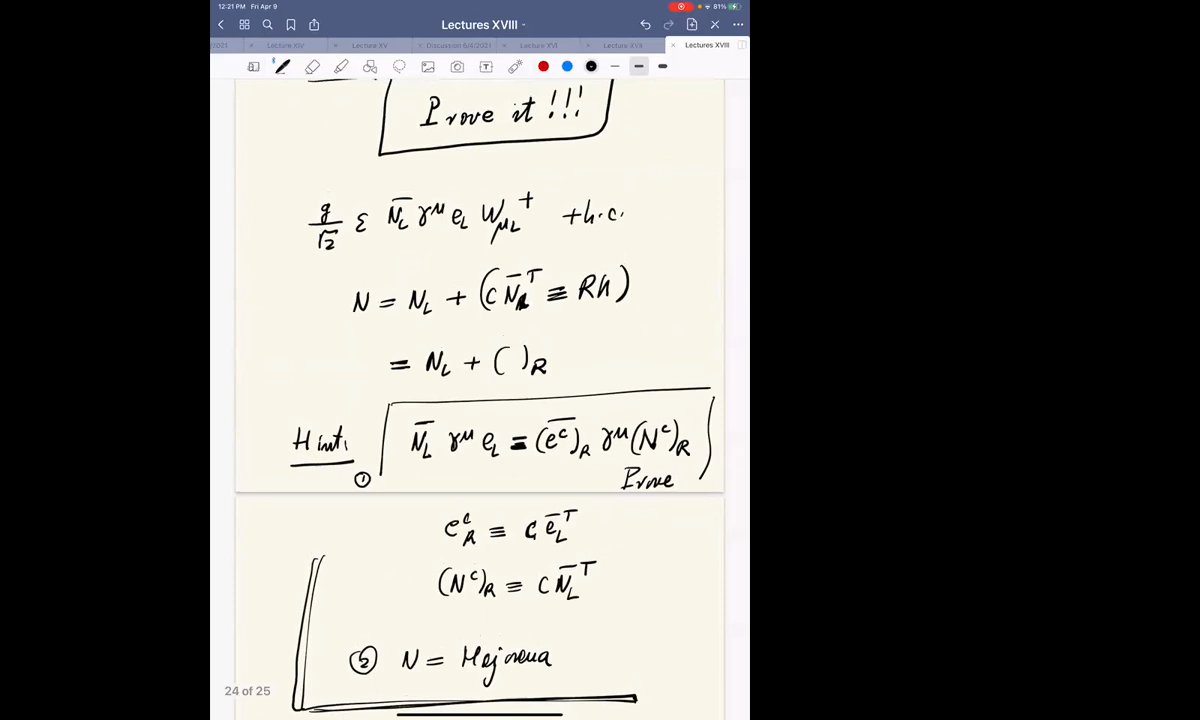 12:21 PM Fri Apr 9
81%
Lectures XVIII
/2021 Lecture XIV Lecture XV Discussion 6/4/2021 Lecture XVI Lecture XVII Lectures XVIII
Prove it !!!
g/√2 ε N̄_L γ^μ e_L W_μL^+ + h.c.
N = N_L + (C N̄_R^T ≡ RH)
= N_L + ( )_R
Hint: ① N̄_L γ^μ e_L = (e̅^c)_R γ^μ (N^c)_R
Prove
e^c_R ≡ C ē_L^T
(N^c)_R ≡ C N̄_L^T
② N = Majorana
24 of 25